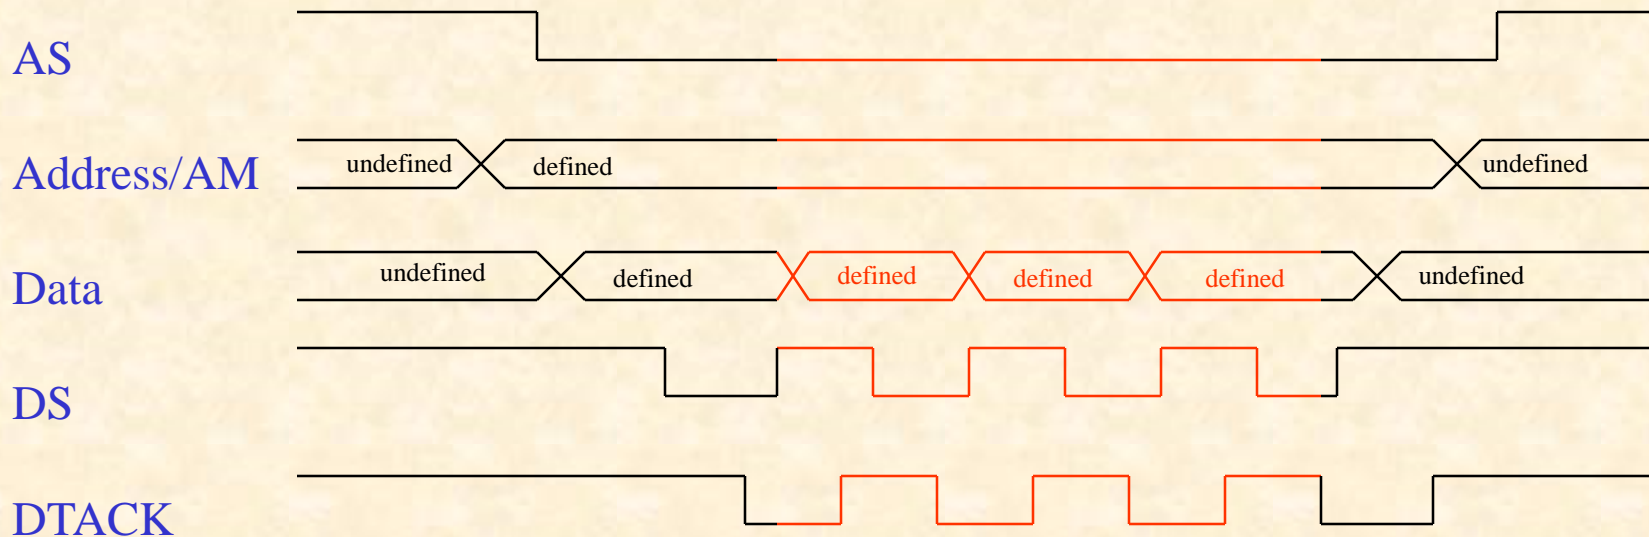 AS
Address/AM undefined defined undefined
Data undefined defined defined defined defined undefined
DS
DTACK